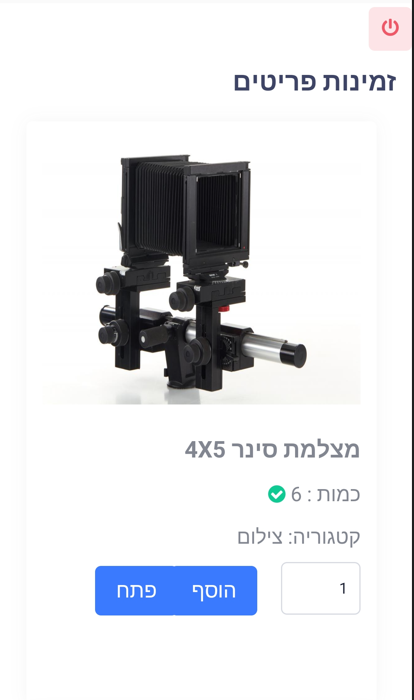 זמינות פריטים
מצלמת סינר 4X5
כמות : 6
קטגוריה: צילום
1
הוסף
פתח